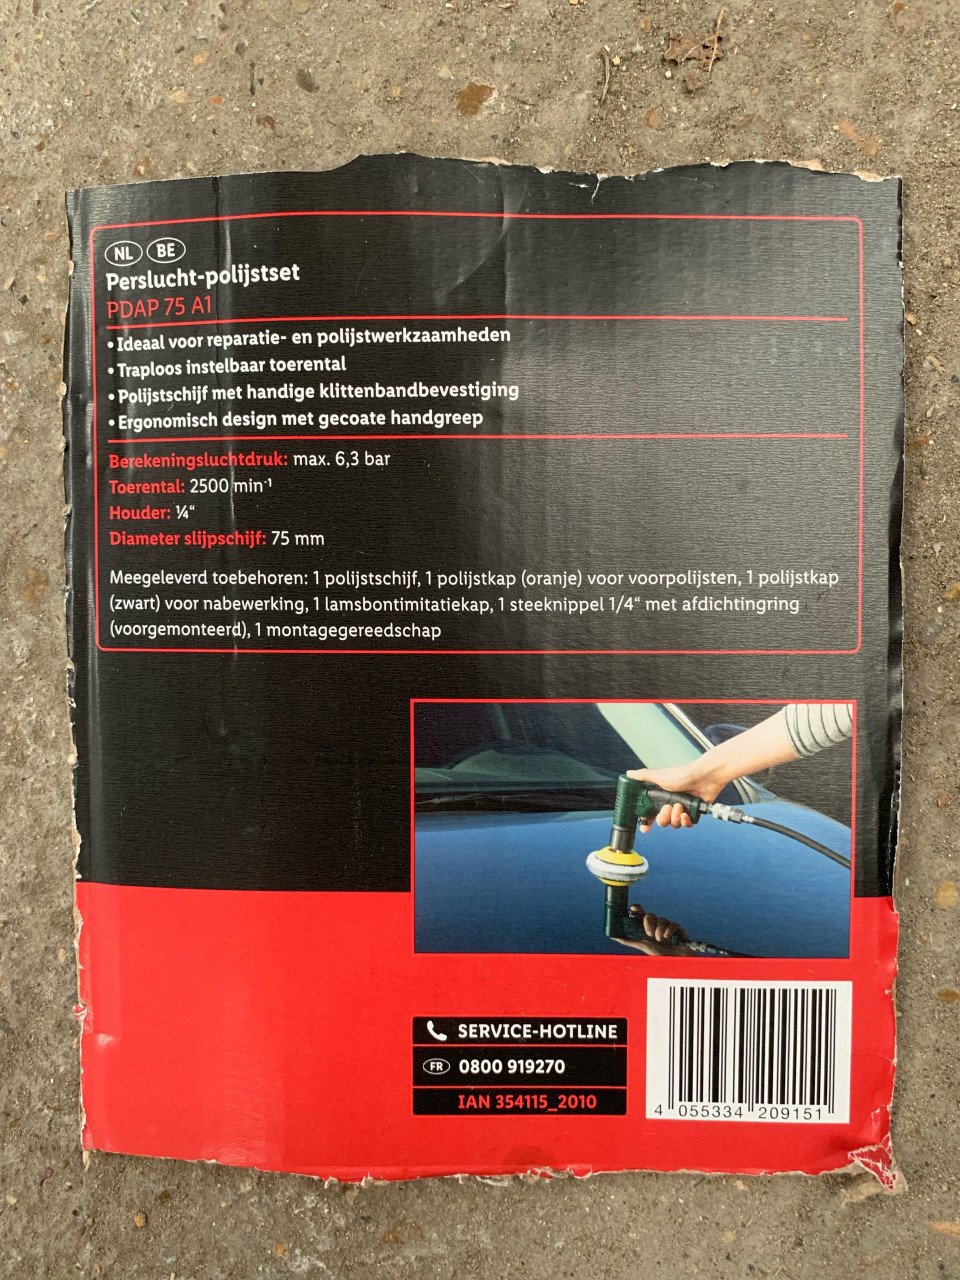 NL BE
Perslucht-polijstset
PDAP 75 A1
• Ideaal voor reparatie- en polijstwerkzaamheden
• Traploos instelbaar toerental
• Polijstschijf met handige klittenbandbevestiging
• Ergonomisch design met gecoate handgreep
Berekeningsluchtdruk: max. 6,3 bar
Toerental: 2500 min⁻¹
Houder: ¼“
Diameter slijpschijf: 75 mm
Meegeleverd toebehoren: 1 polijstschijf, 1 polijstkap (oranje) voor voorpolijsten, 1 polijstkap
(zwart) voor nabewerking, 1 lamsbontimitatiekap, 1 steeknippel 1/4“ met afdichtingring
(voorgemonteerd), 1 montagegereedschap
SERVICE-HOTLINE
FR 0800 919270
IAN 354115_2010
4 055334 209151